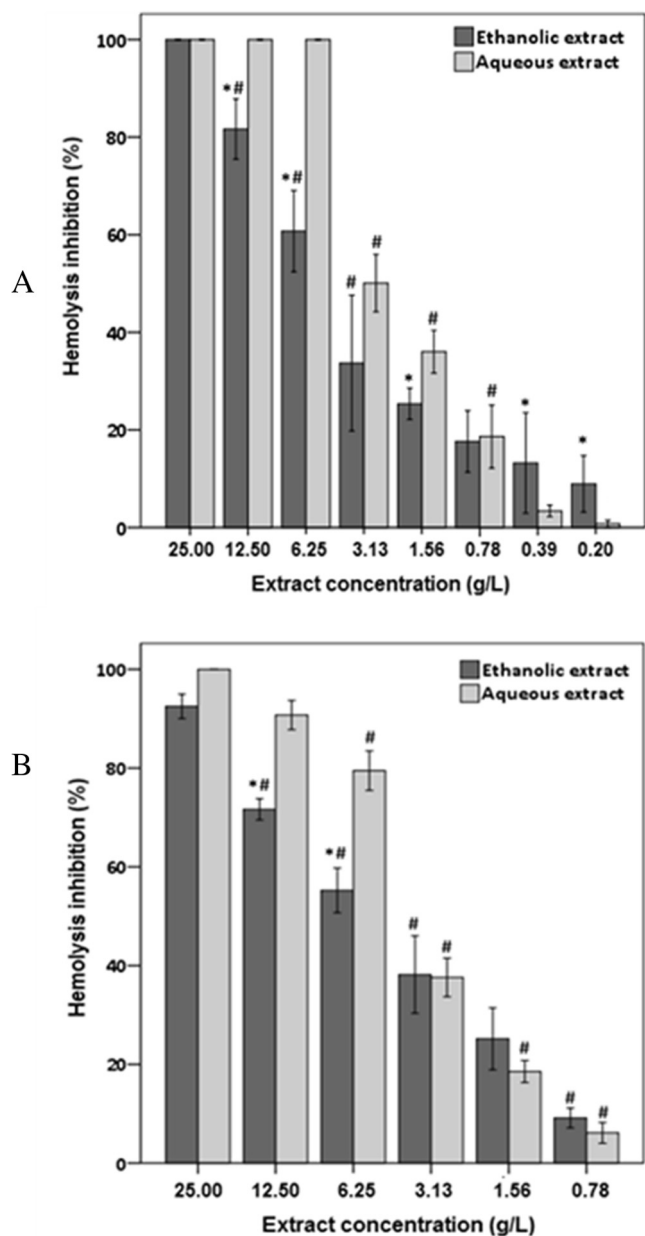 A
Hemolysis inhibition (%)
100
80
60
40
20
0
Ethanolic extract
Aqueous extract
*#
*#
#
#
*
#
#
*
*
25.00 12.50 6.25 3.13 1.56 0.78 0.39 0.20
Extract concentration (g/L)
B
Hemolysis inhibition (%)
100
80
60
40
20
0
Ethanolic extract
Aqueous extract
*#
*#
#
#
#
#
#
#
25.00 12.50 6.25 3.13 1.56 0.78
Extract concentration (g/L)